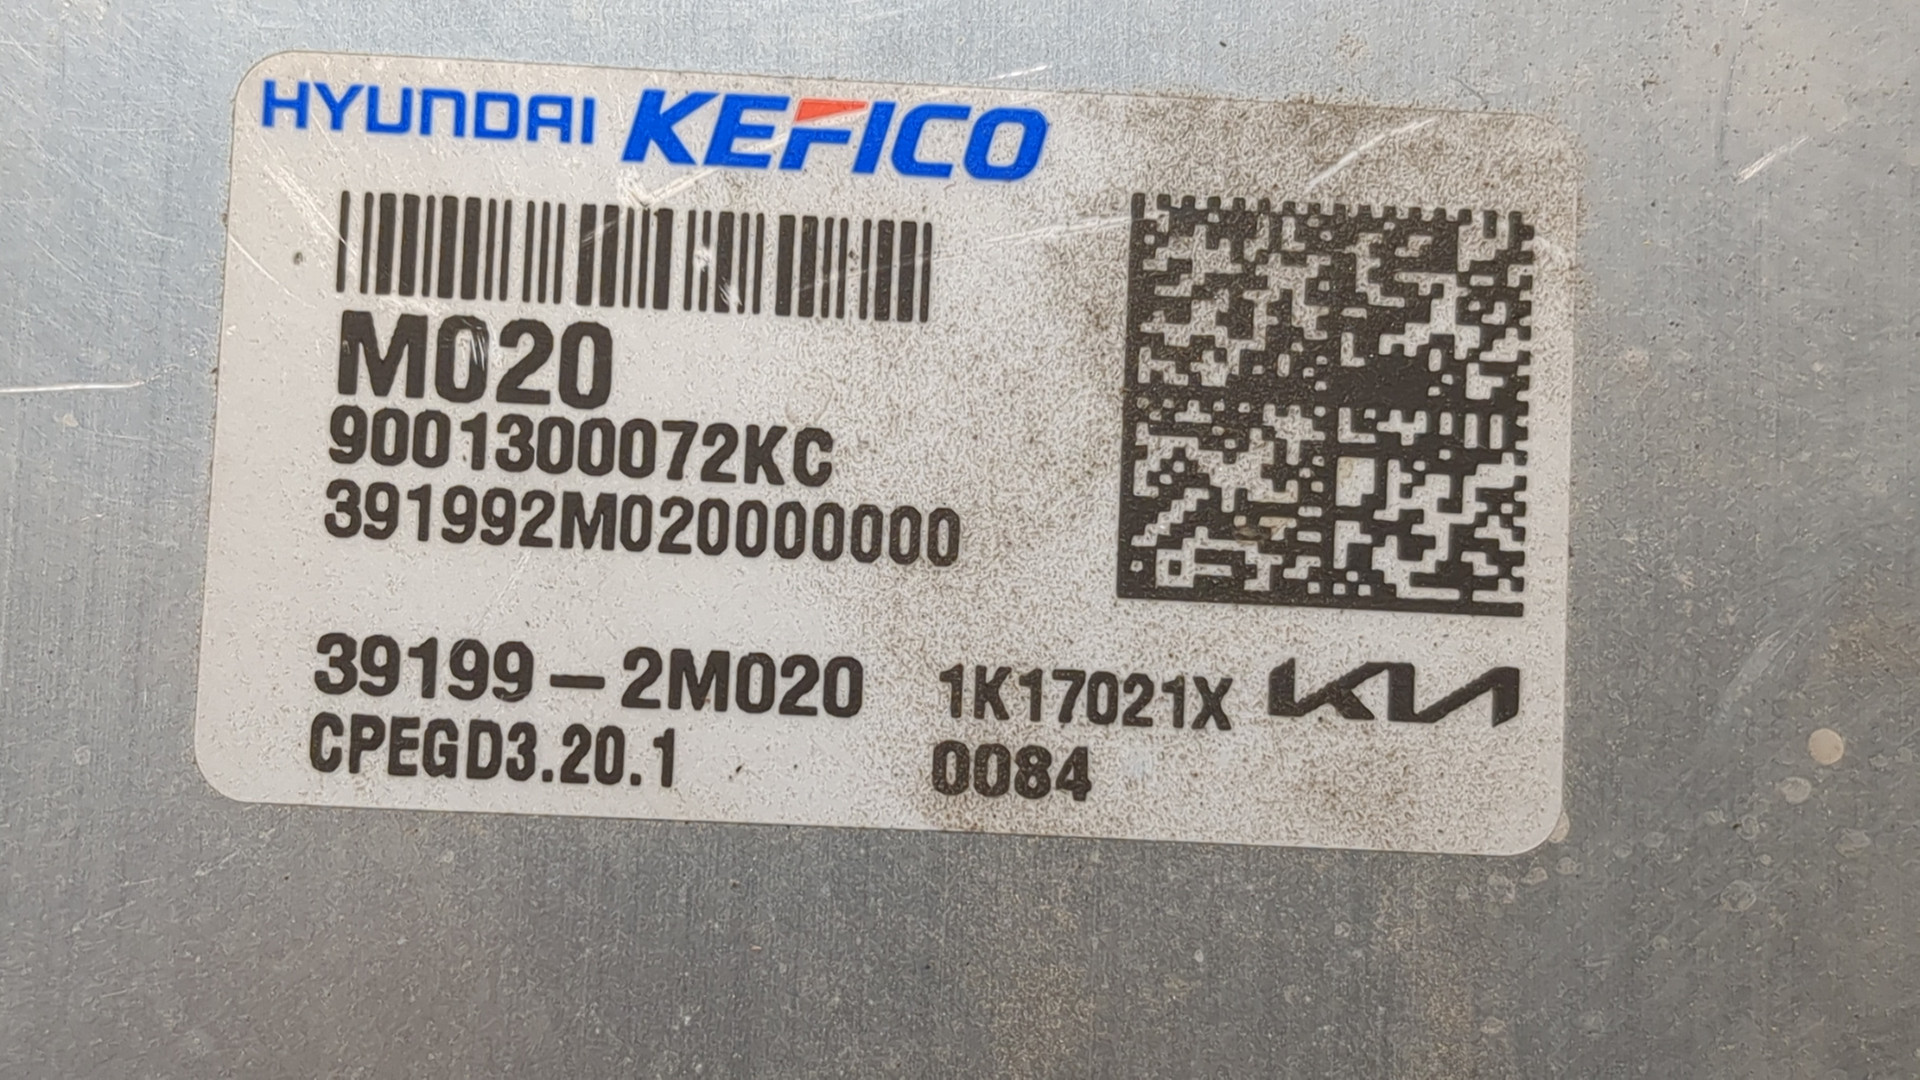 HYUNDAI KEFICO
M020
9001300072KC
391992M020000000
39199-2M020 1K17021X KIA
CPEGD3.20.1 0084